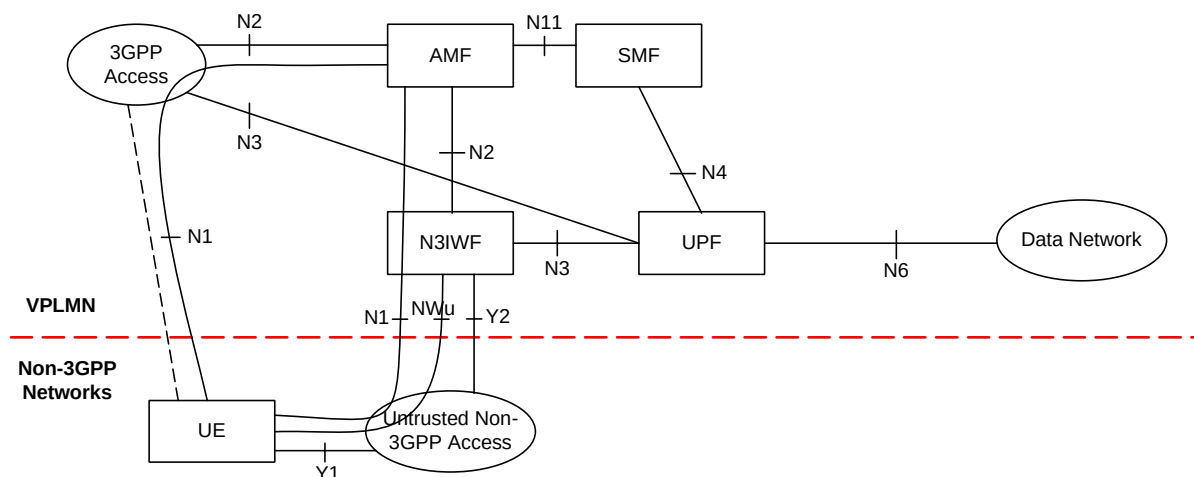 N2
3GPP
Access
AMF
N11
SMF
N3
N2
N4
N1
N3IWF
N3
UPF
N6
Data Network
VPLMN
N1
NWu
Y2
Non-3GPP
Networks
UE
Untrusted Non-
3GPP Access
Y1